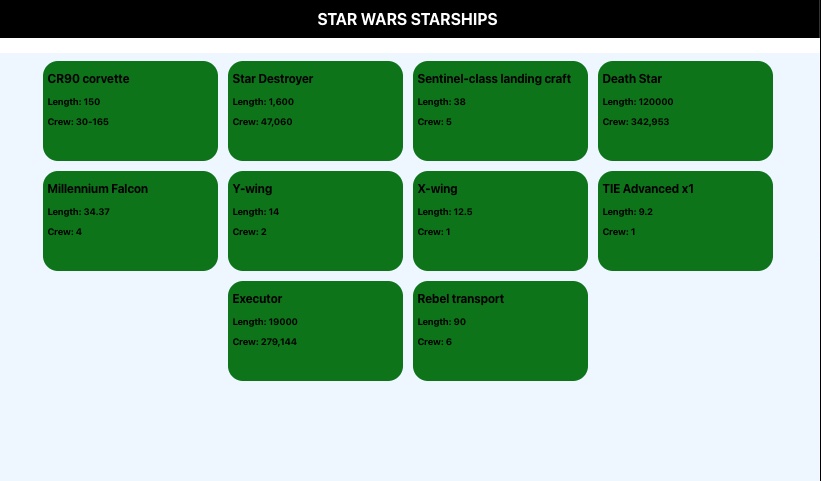 STAR WARS STARSHIPS
CR90 corvette
Length: 150
Crew: 30-165
Star Destroyer
Length: 1,600
Crew: 47,060
Sentinel-class landing craft
Length: 38
Crew: 5
Death Star
Length: 120000
Crew: 342,953
Millennium Falcon
Length: 34.37
Crew: 4
Y-wing
Length: 14
Crew: 2
X-wing
Length: 12.5
Crew: 1
TIE Advanced x1
Length: 9.2
Crew: 1
Executor
Length: 19000
Crew: 279,144
Rebel transport
Length: 90
Crew: 6